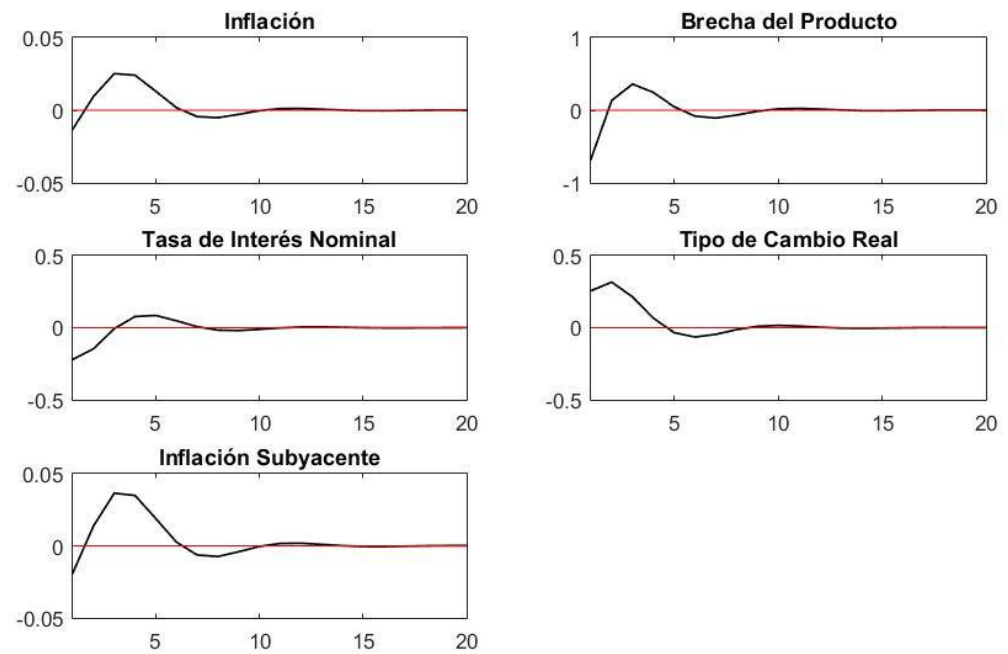 Inflación
0.05
0
-0.05
5 10 15 20
Brecha del Producto
1
0
-1
5 10 15 20
Tasa de Interés Nominal
0.5
0
-0.5
5 10 15 20
Tipo de Cambio Real
0.5
0
-0.5
5 10 15 20
Inflación Subyacente
0.05
0
-0.05
5 10 15 20